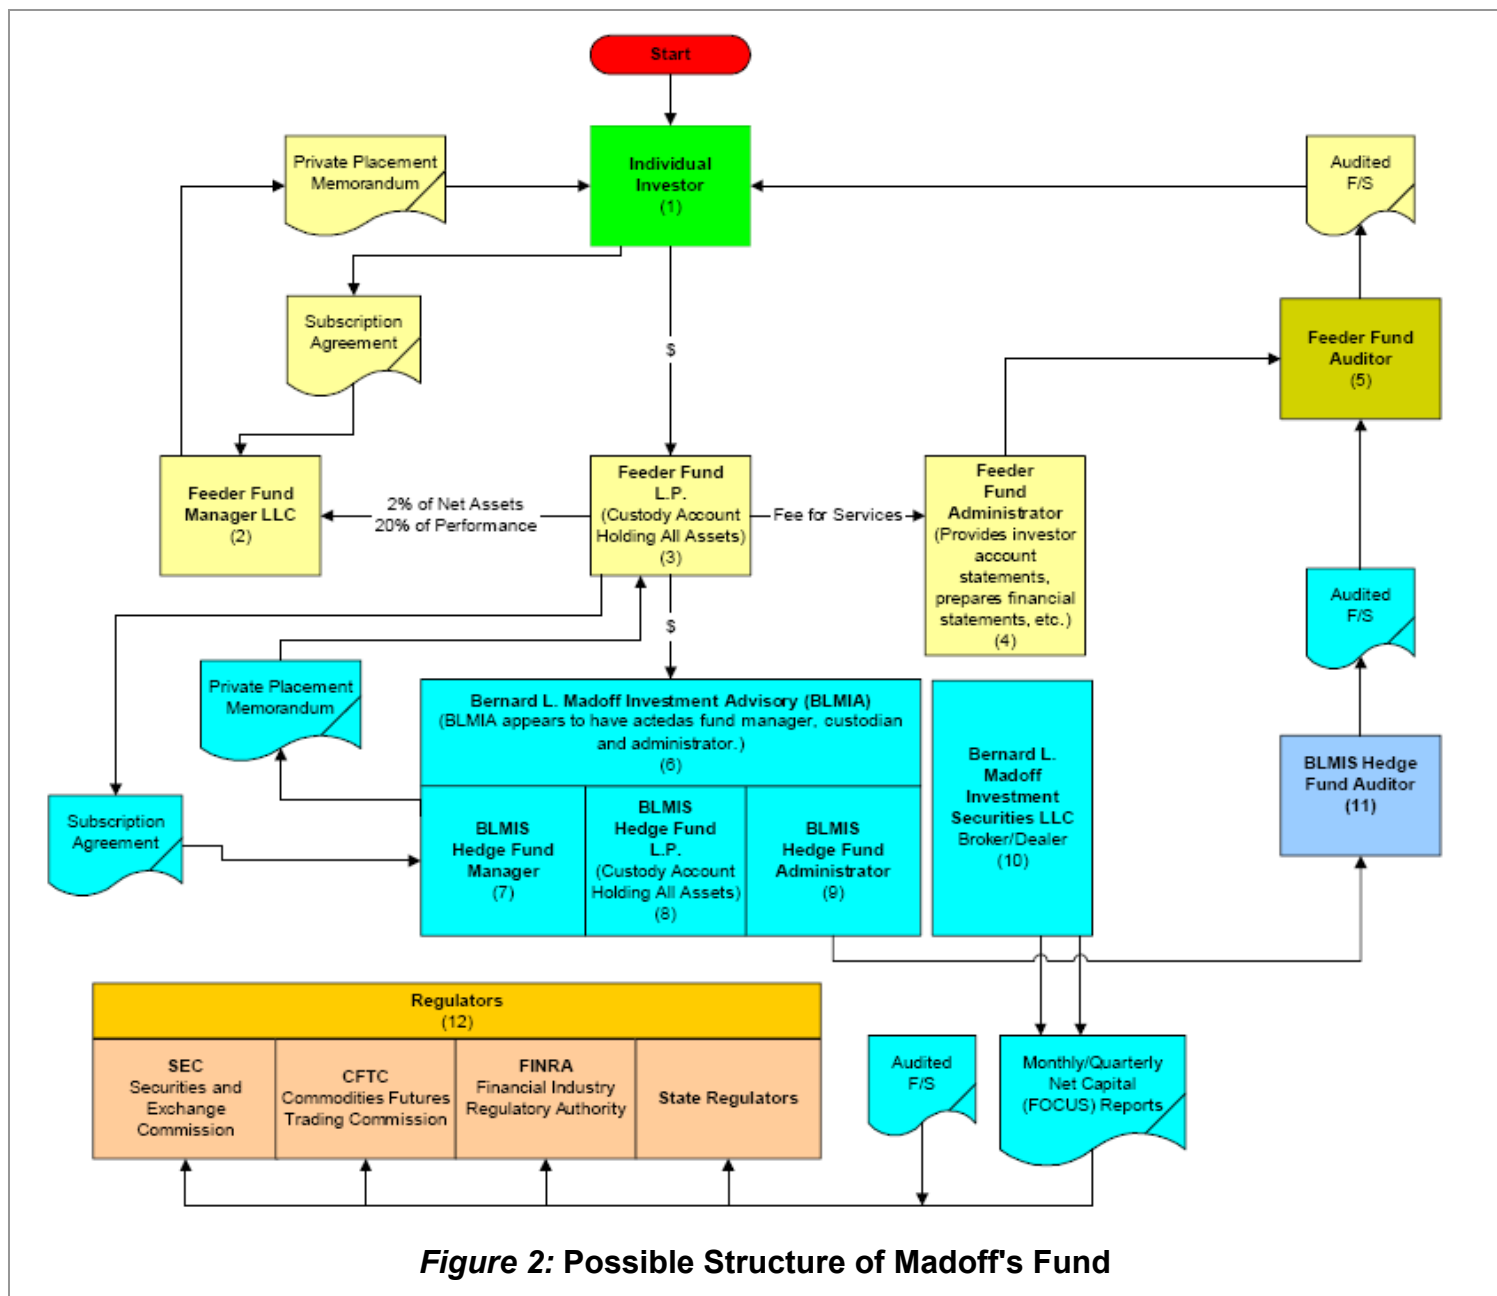 Start
Individual
Investor
(1)
Private Placement
Memorandum
Audited
F/S
Subscription
Agreement
$
Feeder Fund
Auditor
(5)
Feeder Fund
Manager LLC
(2)
2% of Net Assets
20% of Performance
Feeder Fund
L.P.
(Custody Account
Holding All Assets)
(3)
Fee for Services
Feeder
Fund
Administrator
(Provides investor
account
statements,
prepares financial
statements, etc.)
(4)
Audited
F/S
$
Private Placement
Memorandum
Bernard L. Madoff Investment Advisory (BLMIA)
(BLMIA appears to have actedas fund manager, custodian
and administrator.)
(6)
Bernard L.
Madoff
Investment
Securities LLC
Broker/Dealer
(10)
BLMIS Hedge
Fund Auditor
(11)
Subscription
Agreement
BLMIS
Hedge Fund
Manager
(7)
BLMIS
Hedge Fund
L.P.
(Custody Account
Holding All Assets)
(8)
BLMIS
Hedge Fund
Administrator
(9)
Regulators
(12)
SEC
Securities and
Exchange
Commission
CFTC
Commodities Futures
Trading Commission
FINRA
Financial Industry
Regulatory Authority
State Regulators
Audited
F/S
Monthly/Quarterly
Net Capital
(FOCUS) Reports
Figure 2: Possible Structure of Madoff's Fund